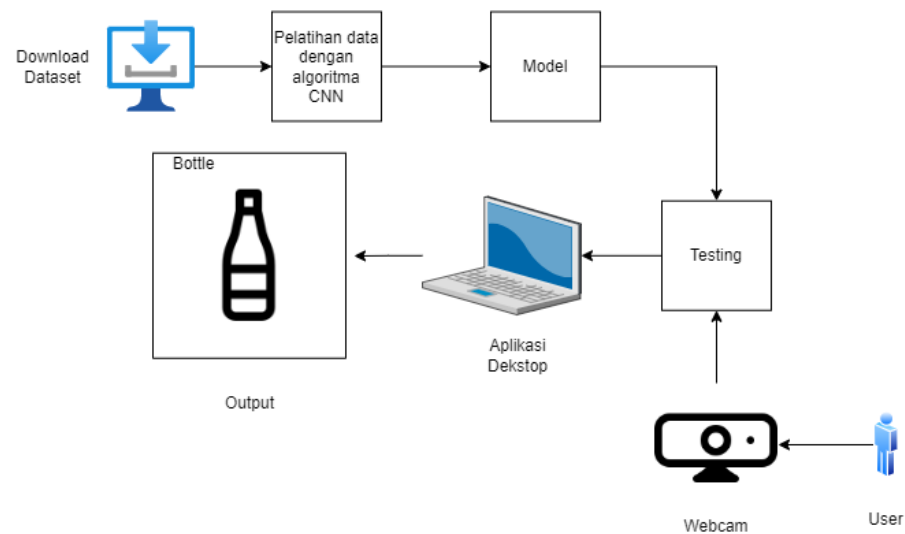 Download
Dataset
Pelatihan data
dengan
algoritma
CNN
Model
Bottle
Testing
Aplikasi
Dekstop
Output
Webcam
User